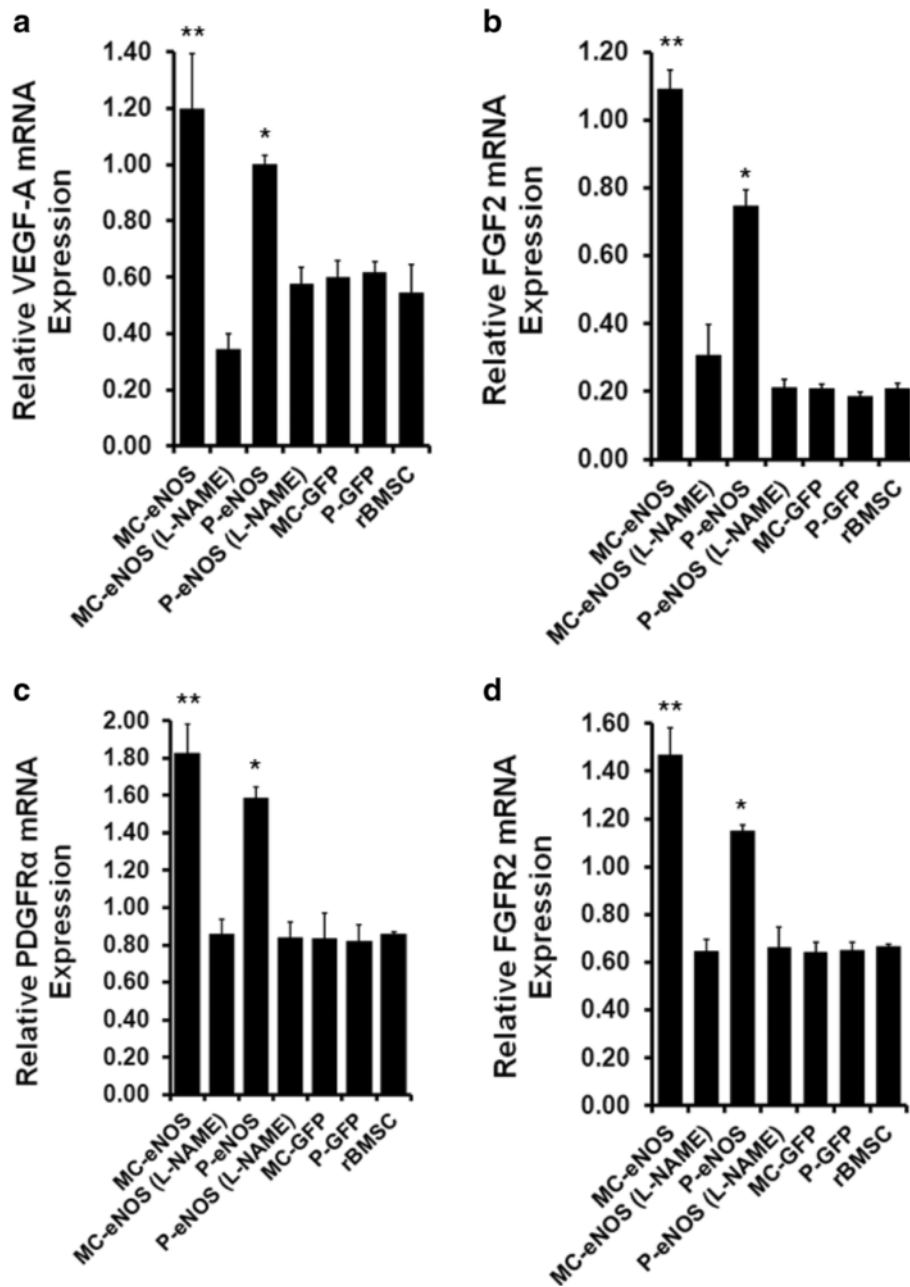 a
Relative VEGF-A mRNA
Expression
1.40
1.20
1.00
0.80
0.60
0.40
0.20
0.00
**
*
MC-eNOS
MC-eNOS (L-NAME)
P-eNOS
P-eNOS (L-NAME)
MC-GFP
P-GFP
rBMSC
b
Relative FGF2 mRNA
Expression
1.20
1.00
0.80
0.60
0.40
0.20
0.00
**
*
MC-eNOS
MC-eNOS (L-NAME)
P-eNOS
P-eNOS (L-NAME)
MC-GFP
P-GFP
rBMSC
c
Relative PDGFRα mRNA
Expression
2.00
1.80
1.60
1.40
1.20
1.00
0.80
0.60
0.40
0.20
0.00
**
*
MC-eNOS
MC-eNOS (L-NAME)
P-eNOS
P-eNOS (L-NAME)
MC-GFP
P-GFP
rBMSC
d
Relative FGFR2 mRNA
Expression
1.60
1.40
1.20
1.00
0.80
0.60
0.40
0.20
0.00
**
*
MC-eNOS
MC-eNOS (L-NAME)
P-eNOS
P-eNOS (L-NAME)
MC-GFP
P-GFP
rBMSC